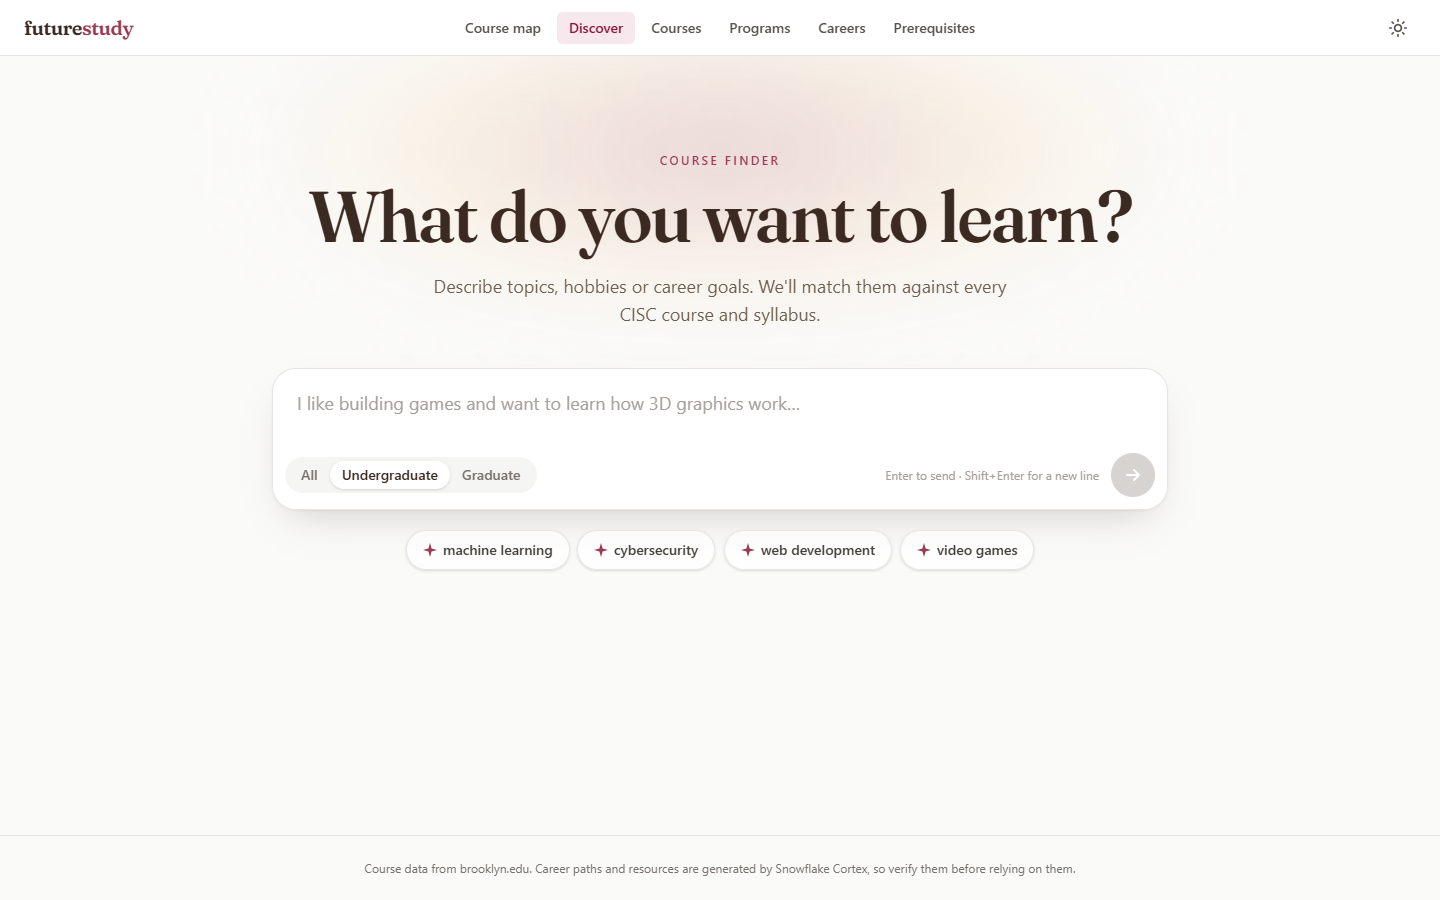 futurestudy
Course map
Discover
Courses
Programs
Careers
Prerequisites
COURSE FINDER
What do you want to learn?
Describe topics, hobbies or career goals. We'll match them against every
CISC course and syllabus.
I like building games and want to learn how 3D graphics work...
All
Undergraduate
Graduate
Enter to send · Shift+Enter for a new line
machine learning
cybersecurity
web development
video games
Course data from brooklyn.edu. Career paths and resources are generated by Snowflake Cortex, so verify them before relying on them.